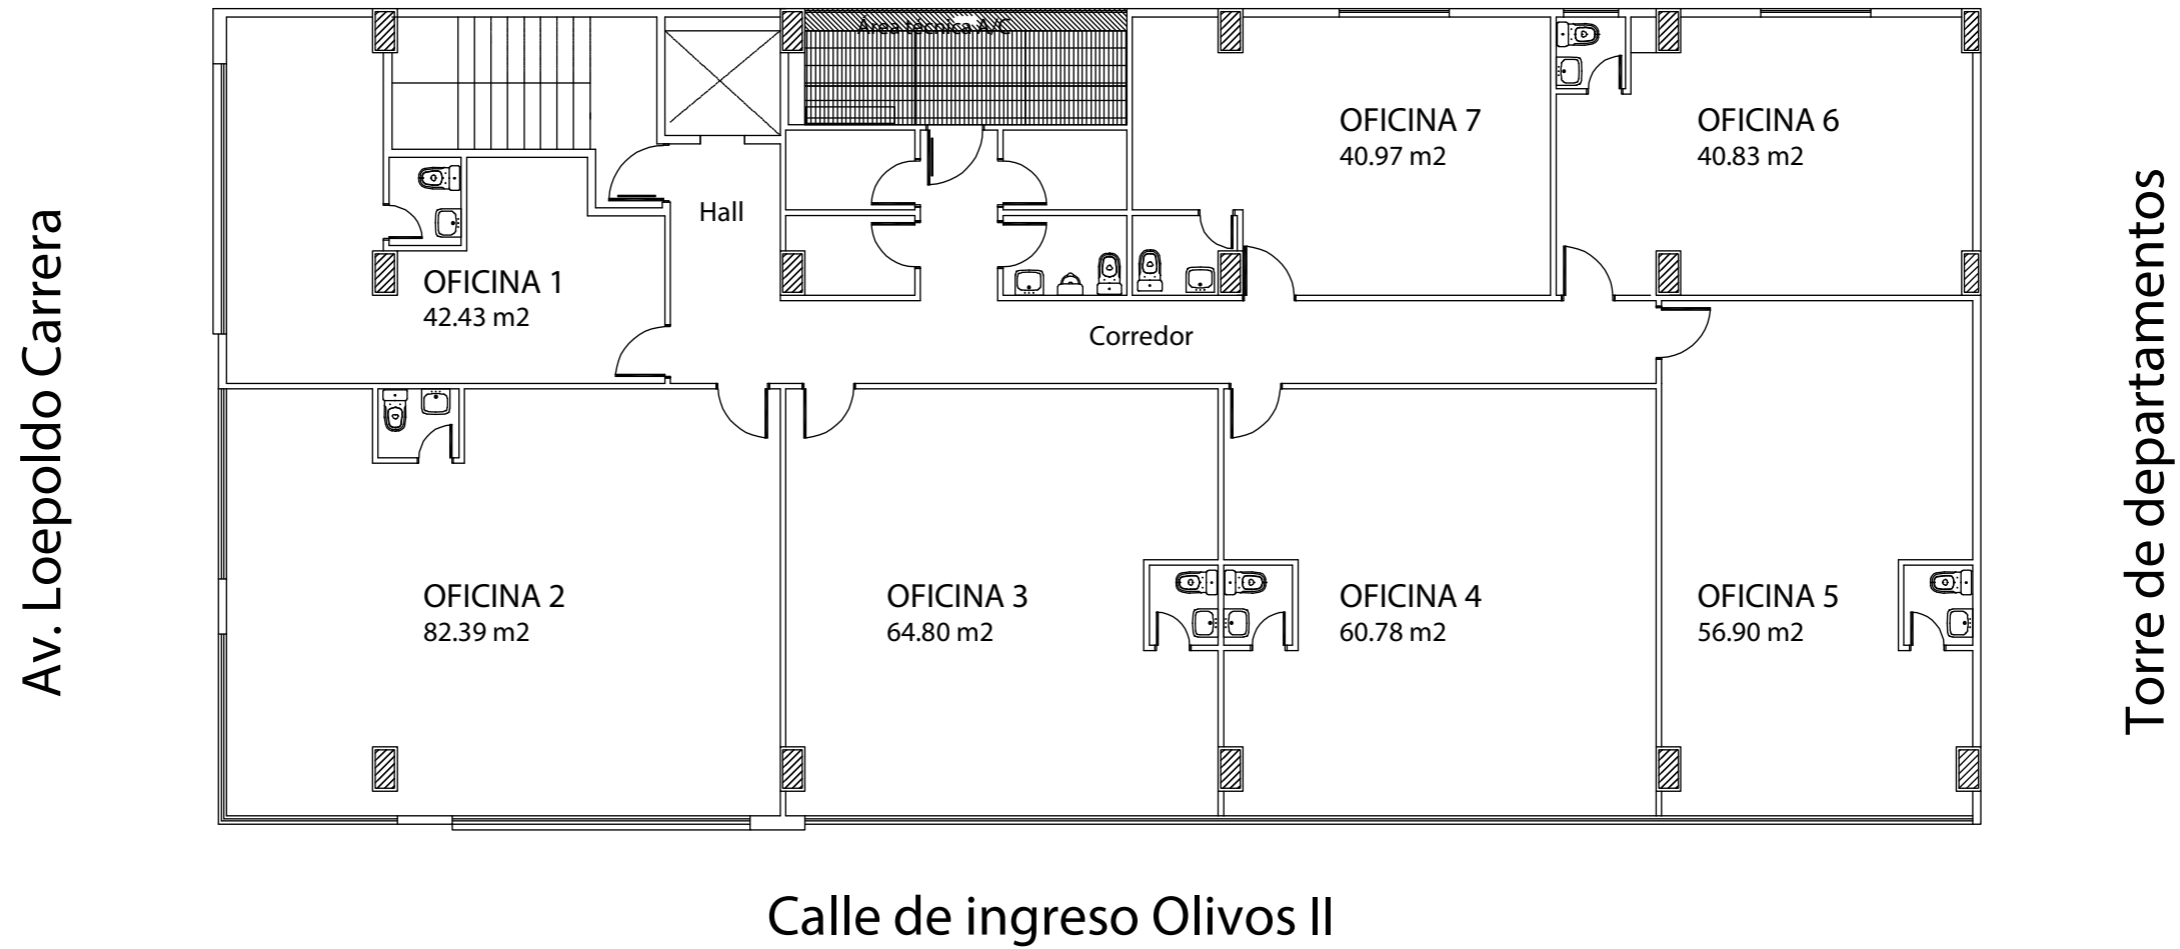 Área técnica A/C
OFICINA 7
40.97 m2
OFICINA 6
40.83 m2
Hall
OFICINA 1
42.43 m2
Corredor
OFICINA 2
82.39 m2
OFICINA 3
64.80 m2
OFICINA 4
60.78 m2
OFICINA 5
56.90 m2
Av. Loepoldo Carrera
Torre de departamentos
Calle de ingreso Olivos II